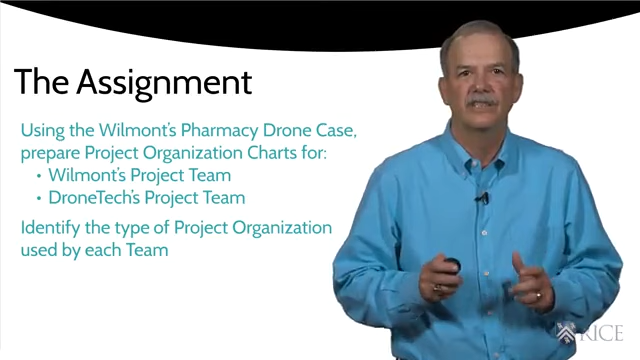 The Assignment
Using the Wilmont's Pharmacy Drone Case,
prepare Project Organization Charts for:
• Wilmont's Project Team
• DroneTech's Project Team
Identify the type of Project Organization
used by each Team
RICE